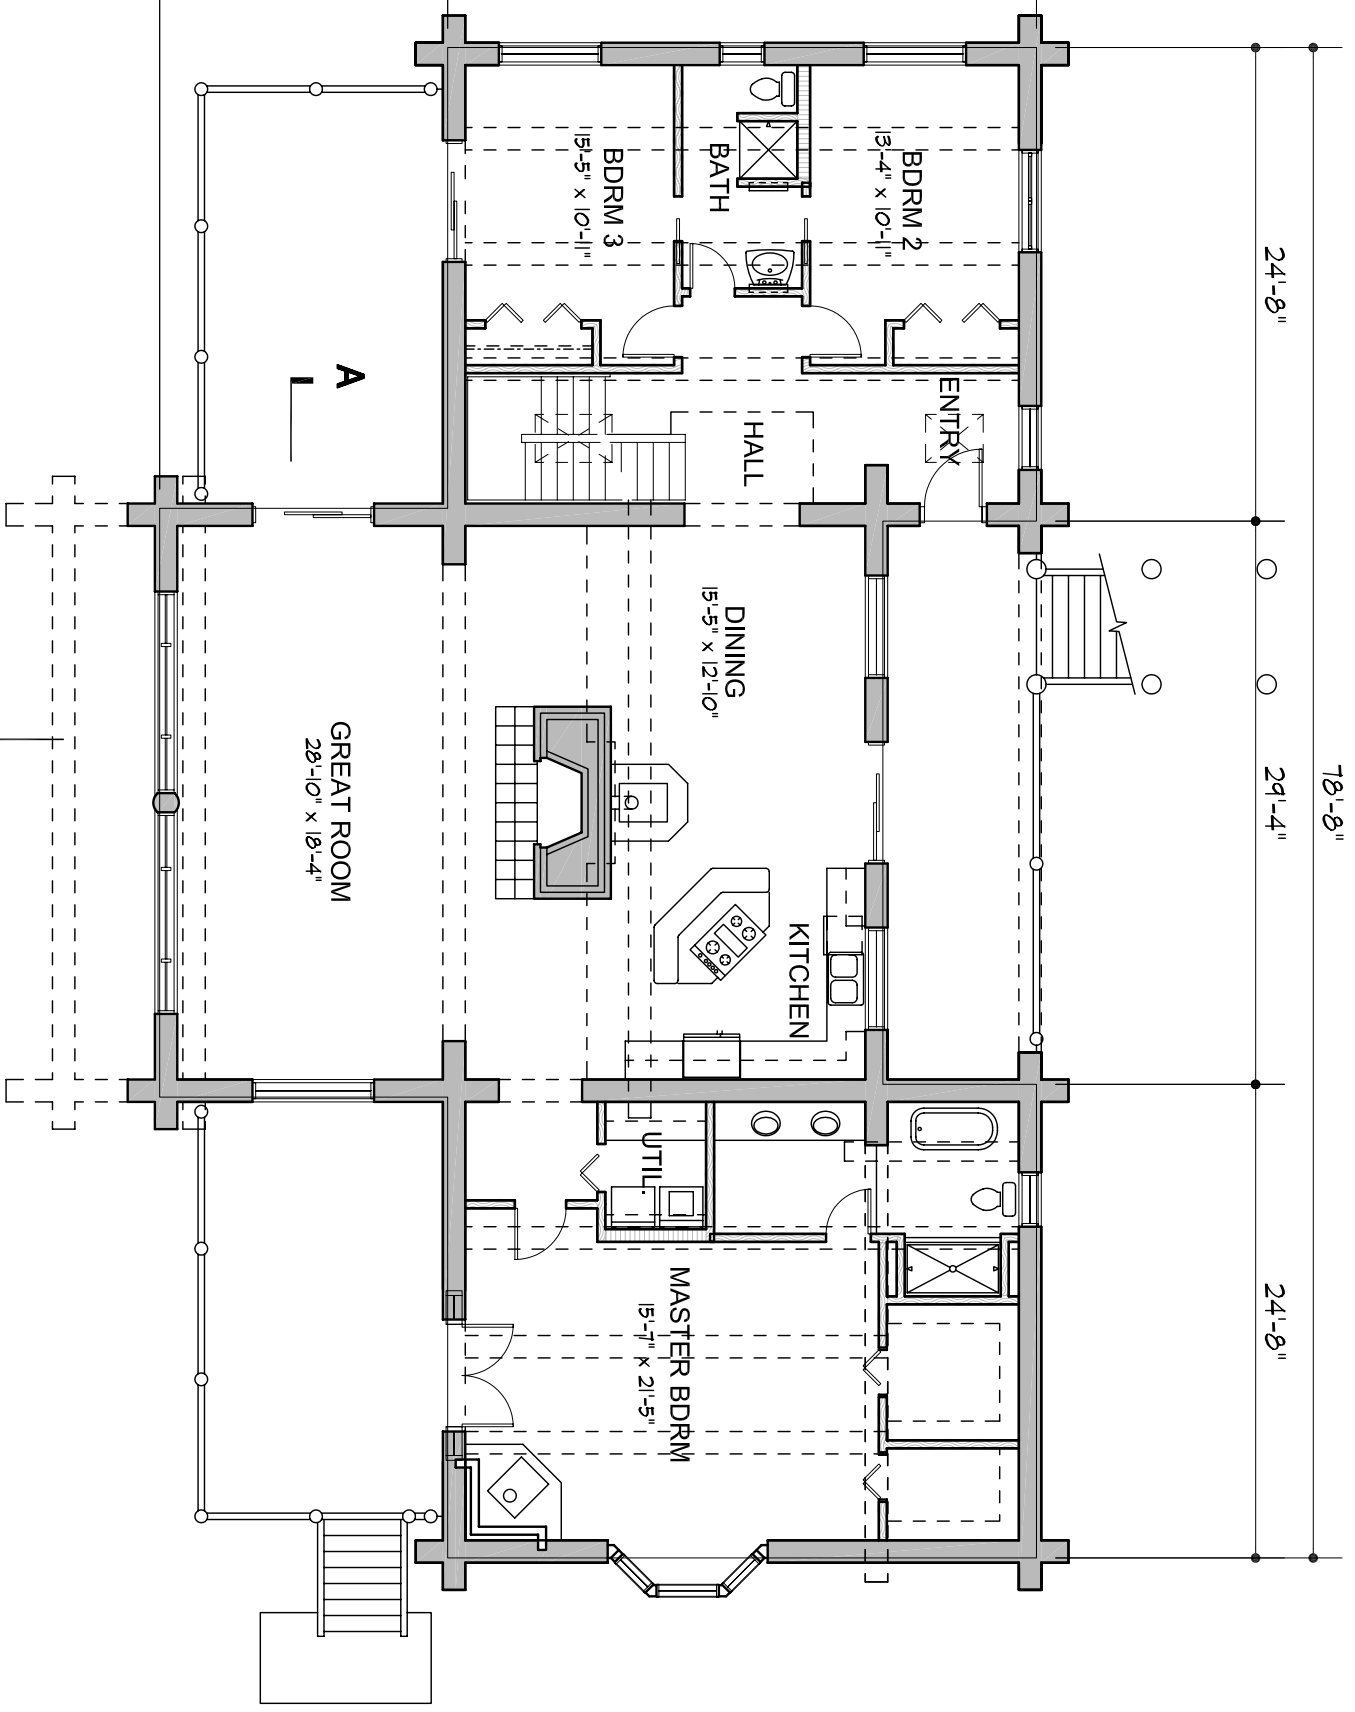 78'-8"
24'-8"
29'-4"
24'-8"
BDRM 2
13'-4" x 10'-11"
BATH
BDRM 3
15'-5" x 10'-11"
ENTRY
HALL
A
DINING
15'-5" x 12'-10"
KITCHEN
GREAT ROOM
28'-10" x 18'-4"
UTIL.
MASTER BDRM
15'-7" x 21'-5"